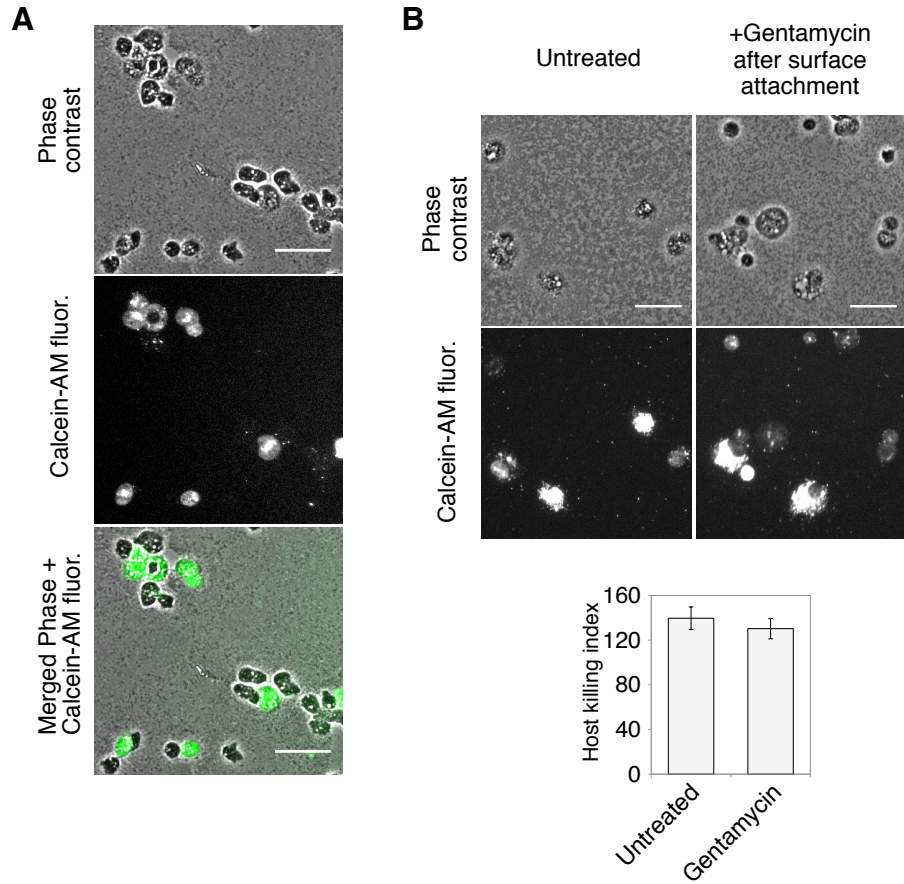 A
Phase
contrast
Calcein-AM fluor.
Merged Phase +
Calcein-AM fluor.
B
Untreated
+Gentamycin
after surface
attachment
Phase
contrast
Calcein-AM fluor.
Host killing index
160
120
80
40
0
Untreated
Gentamycin